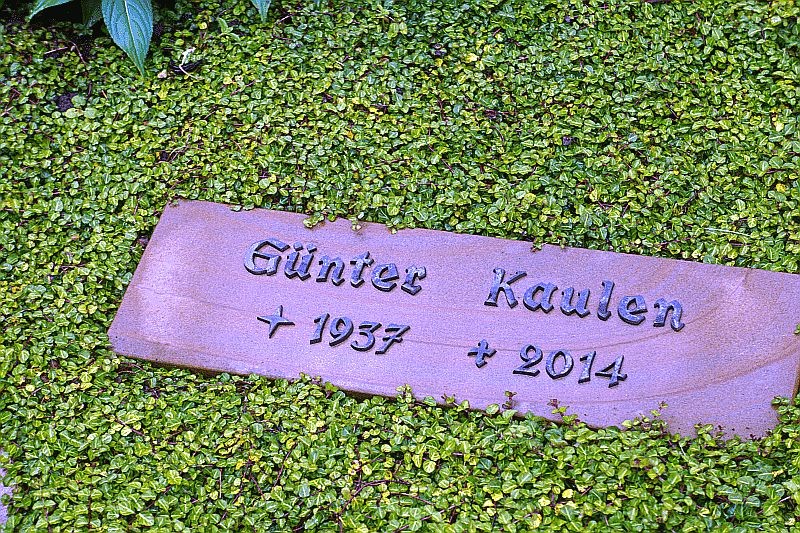 Günter Kaulen
✦ 1937 ✝ 2014